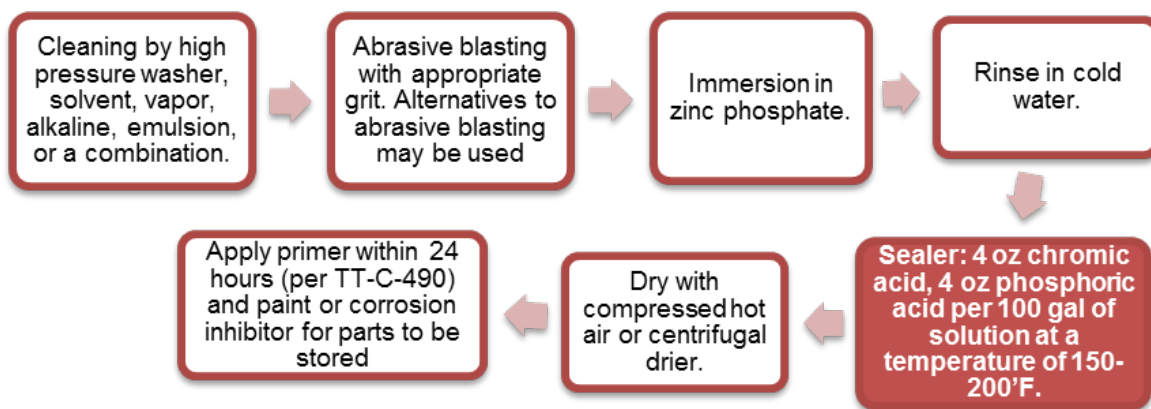 Cleaning by high
pressure washer,
solvent, vapor,
alkaline, emulsion,
or a combination.
Abrasive blasting
with appropriate
grit. Alternatives to
abrasive blasting
may be used
Immersion in
zinc phosphate.
Rinse in cold
water.
Sealer: 4 oz chromic
acid, 4 oz phosphoric
acid per 100 gal of
solution at a
temperature of 150-
200'F.
Dry with
compressed hot
air or centrifugal
drier.
Apply primer within 24
hours (per TT-C-490)
and paint or corrosion
inhibitor for parts to be
stored